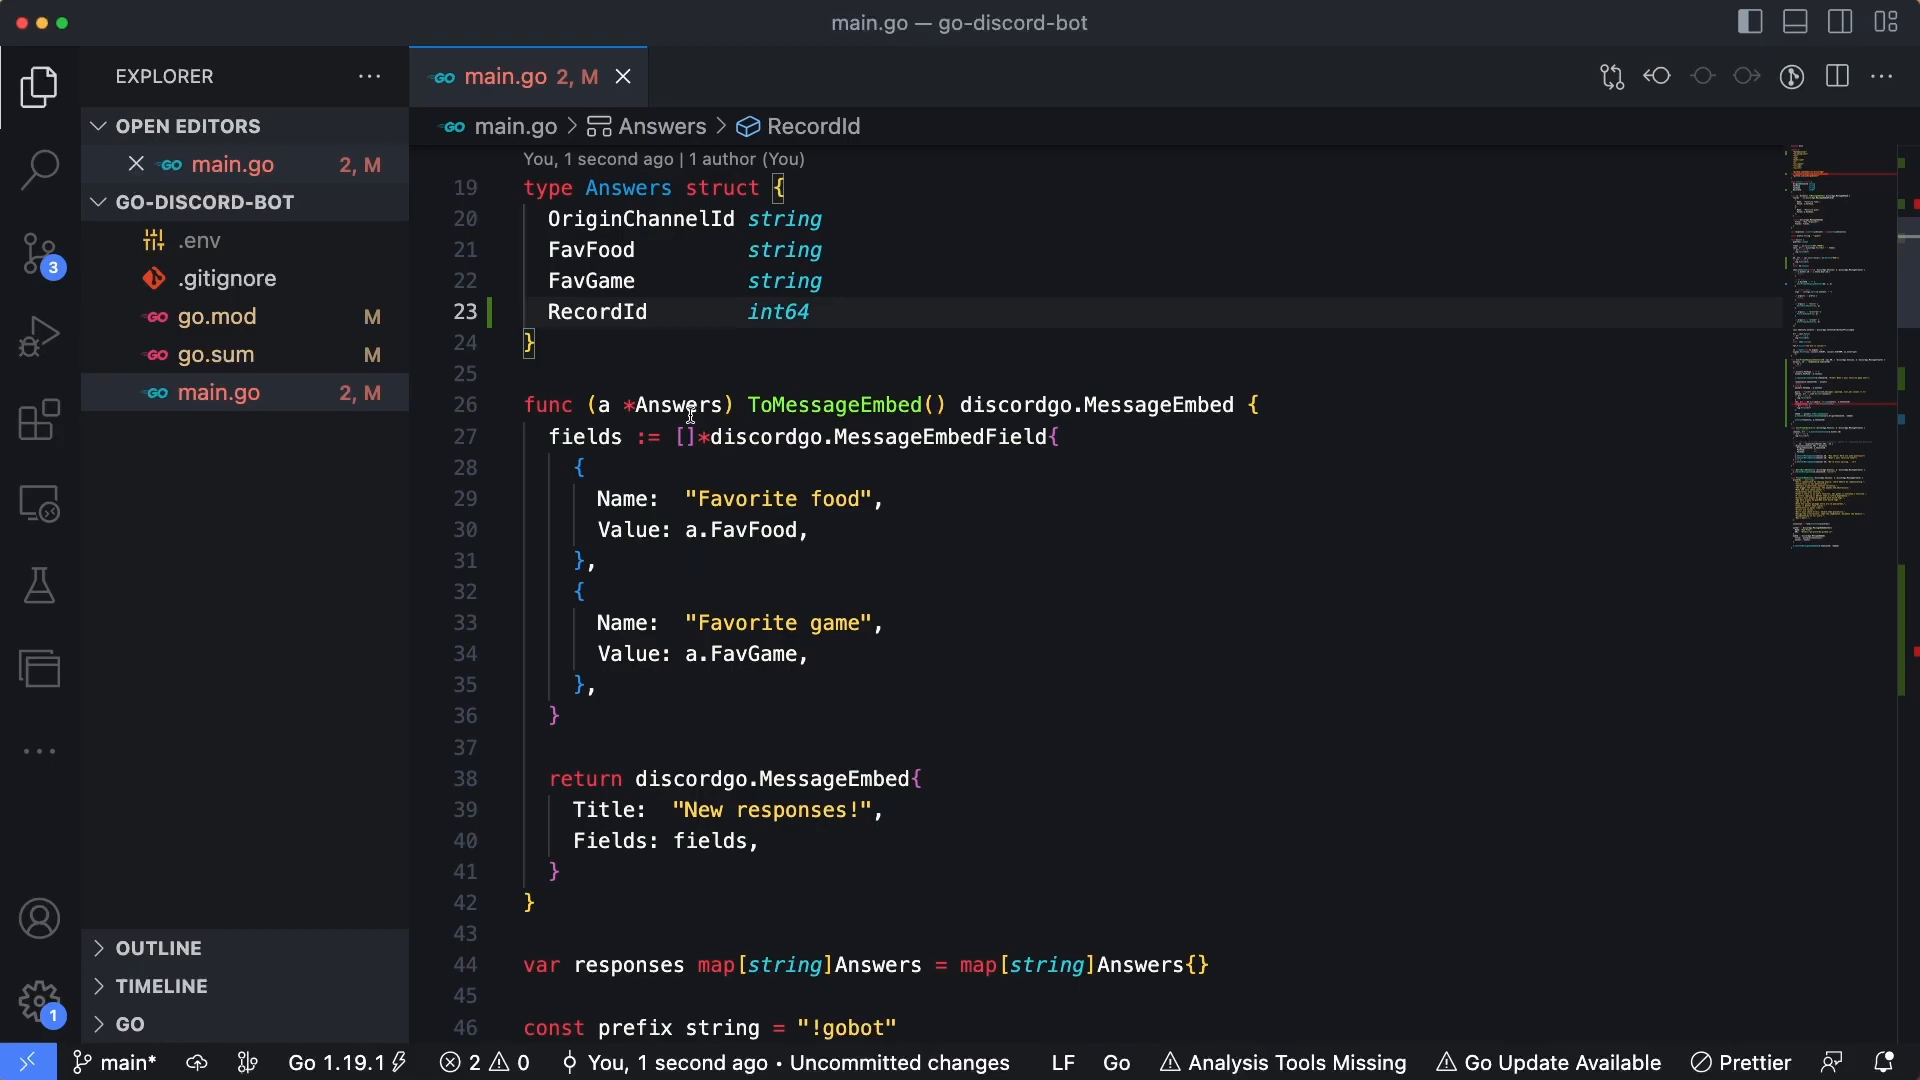 main.go — go-discord-bot
EXPLORER
OPEN EDITORS
main.go 2, M
GO-DISCORD-BOT
.env
.gitignore
go.mod M
go.sum M
main.go 2, M
OUTLINE
TIMELINE
GO
3
1
main.go 2, M
main.go > Answers > RecordId
You, 1 second ago | 1 author (You)
19 type Answers struct {
20 OriginChannelId string
21 FavFood string
22 FavGame string
23 RecordId int64
24 }
25
26 func (a *Answers) ToMessageEmbed() discordgo.MessageEmbed {
27 fields := []*discordgo.MessageEmbedField{
28 {
29 Name: "Favorite food",
30 Value: a.FavFood,
31 },
32 {
33 Name: "Favorite game",
34 Value: a.FavGame,
35 },
36 }
37
38 return discordgo.MessageEmbed{
39 Title: "New responses!",
40 Fields: fields,
41 }
42 }
43
44 var responses map[string]Answers = map[string]Answers{}
45
46 const prefix string = "!gobot"
main* Go 1.19.1 2 0 You, 1 second ago • Uncommitted changes LF Go Analysis Tools Missing Go Update Available Prettier